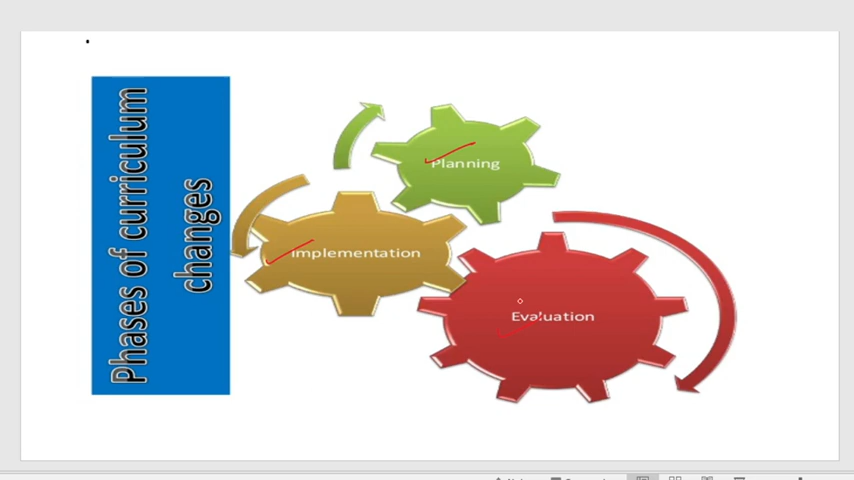 Phases of curriculum
changes
Planning
Implementation
Evaluation